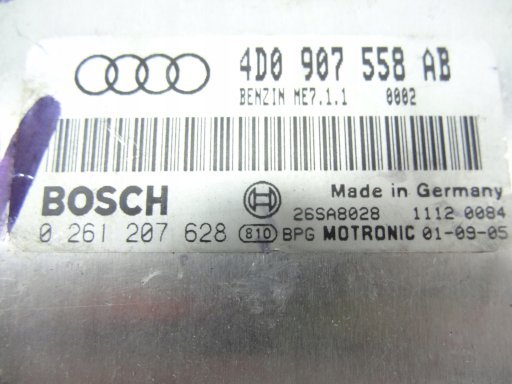 4D0 907 558 AB
BENZIN ME7.1.1 0002
BOSCH
Made in Germany
26SA8028 1112 0084
0 261 207 628 810 BPG MOTRONIC 01-09-05